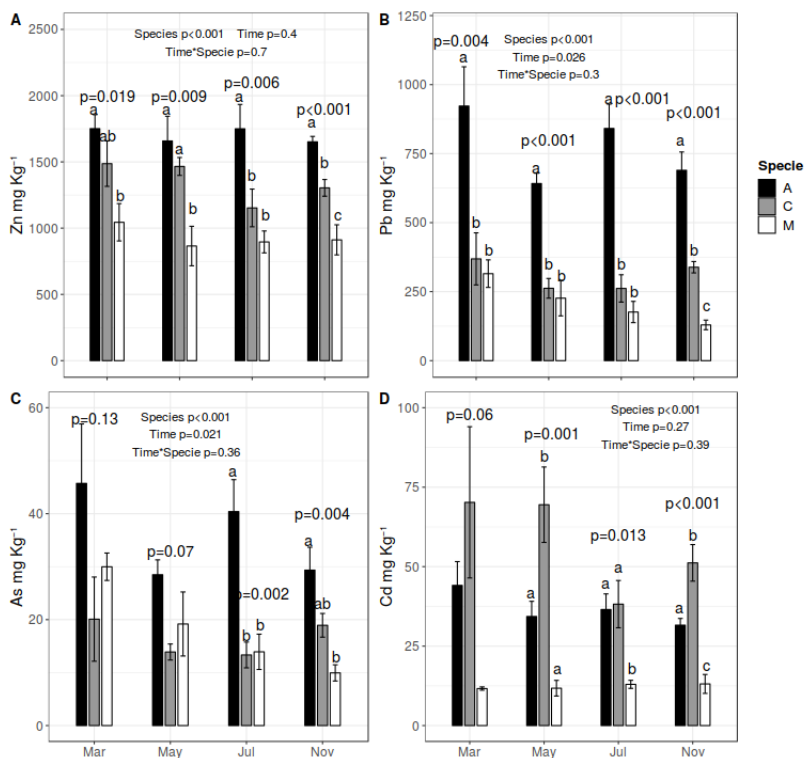 A
Species p<0.001 Time p=0.4
Time*Specie p=0.7
p=0.019
p=0.009
p=0.006
p<0.001
a
ab
b
a
a
b
a
b
b
a
b
c
Zn mg Kg⁻¹
2500
2000
1500
1000
500
0
B
Species p<0.001
Time p=0.026
Time*Specie p=0.3
p=0.004
p<0.001
p<0.001
p<0.001
a
b
b
a
b
b
a
b
b
a
b
c
Pb mg Kg⁻¹
1250
1000
750
500
250
0
Specie
A
C
M
C
Species p<0.001
Time p=0.021
Time*Specie p=0.36
p=0.13
p=0.07
=0.002
p=0.004
a
b
b
a
ab
b
As mg Kg⁻¹
60
40
20
0
Mar
May
Jul
Nov
D
Species p<0.001
Time p=0.27
Time*Specie p=0.39
p=0.06
p=0.001
p=0.013
p<0.001
a
b
a
a
a
b
a
b
c
Cd mg Kg⁻¹
100
75
50
25
0
Mar
May
Jul
Nov